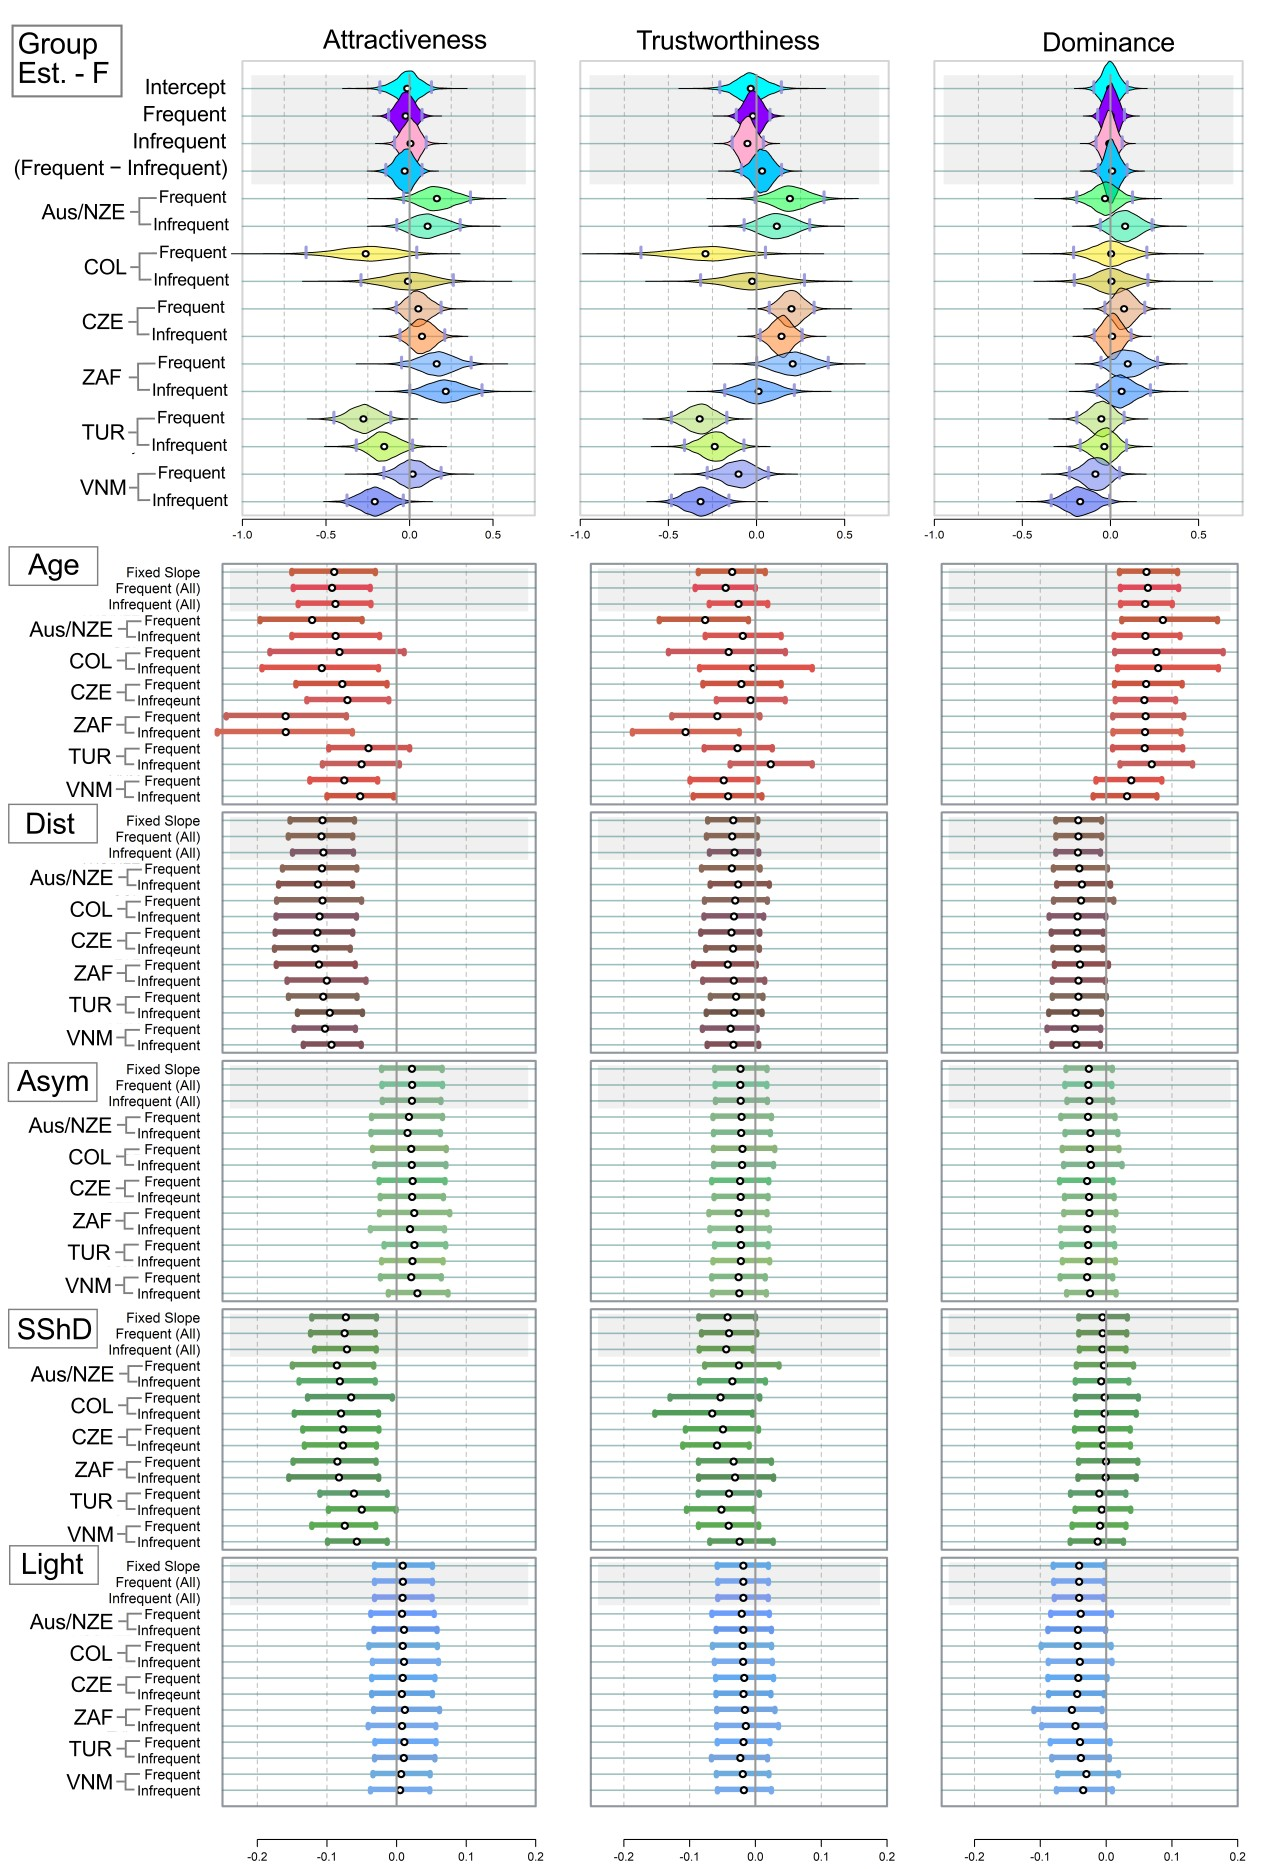 Group
Est. - F
Attractiveness
Trustworthiness
Dominance
Intercept
Frequent
Infrequent
(Frequent − Infrequent)
Aus/NZE
Frequent
Infrequent
COL
Frequent
Infrequent
CZE
Frequent
Infrequent
ZAF
Frequent
Infrequent
TUR
Frequent
Infrequent
VNM
Frequent
Infrequent
-1.0 -0.5 0.0 0.5
-1.0 -0.5 0.0 0.5
-1.0 -0.5 0.0 0.5
Age
Fixed Slope
Frequent (All)
Infrequent (All)
Aus/NZE
Frequent
Infrequent
COL
Frequent
Infrequent
CZE
Frequent
Infreqeunt
ZAF
Frequent
Infrequent
TUR
Frequent
Infrequent
VNM
Frequent
Infrequent
Dist
Fixed Slope
Frequent (All)
Infrequent (All)
Aus/NZE
Frequent
Infrequent
COL
Frequent
Infrequent
CZE
Frequent
Infreqeunt
ZAF
Frequent
Infrequent
TUR
Frequent
Infrequent
VNM
Frequent
Infrequent
Asym
Fixed Slope
Frequent (All)
Infrequent (All)
Aus/NZE
Frequent
Infrequent
COL
Frequent
Infrequent
CZE
Frequent
Infreqeunt
ZAF
Frequent
Infrequent
TUR
Frequent
Infrequent
VNM
Frequent
Infrequent
SShD
Fixed Slope
Frequent (All)
Infrequent (All)
Aus/NZE
Frequent
Infrequent
COL
Frequent
Infrequent
CZE
Frequent
Infreqeunt
ZAF
Frequent
Infrequent
TUR
Frequent
Infrequent
VNM
Frequent
Infrequent
Light
Fixed Slope
Frequent (All)
Infrequent (All)
Aus/NZE
Frequent
Infrequent
COL
Frequent
Infrequent
CZE
Frequent
Infreqeunt
ZAF
Frequent
Infrequent
TUR
Frequent
Infrequent
VNM
Frequent
Infrequent
-0.2 -0.1 0.0 0.1 0.2
-0.2 -0.1 0.0 0.1 0.2
-0.2 -0.1 0.0 0.1 0.2